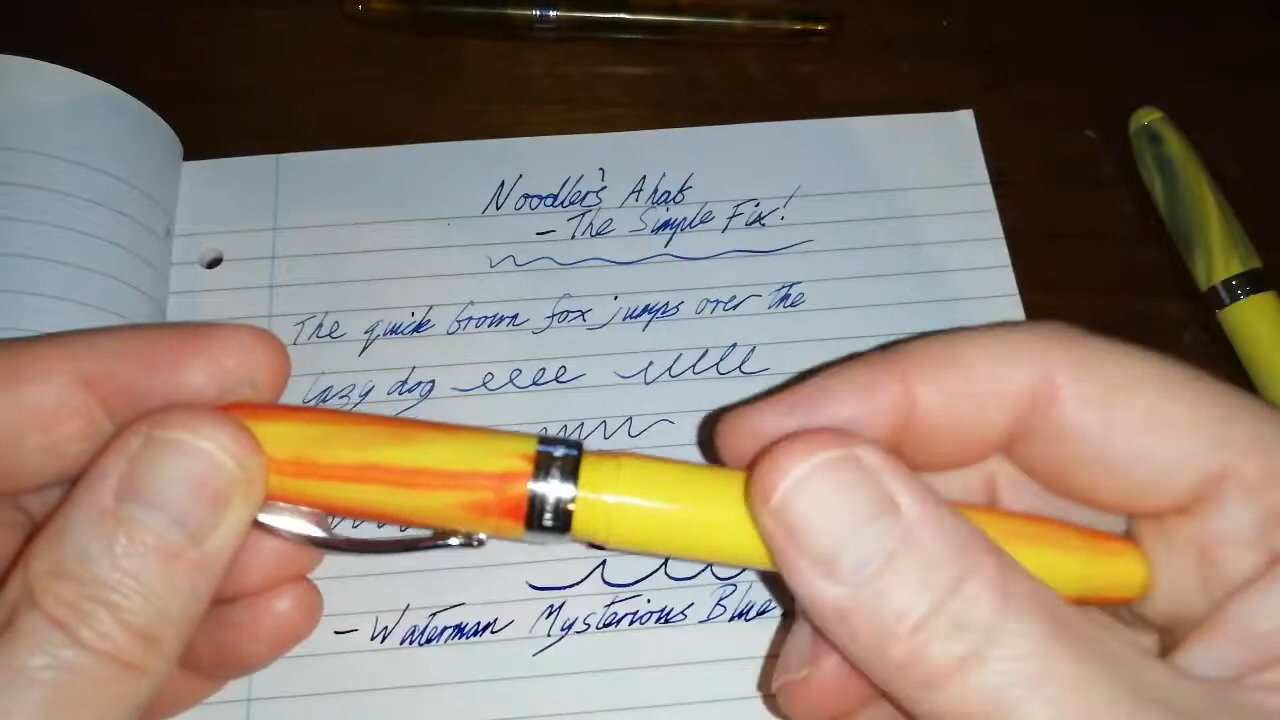 Noodler's Ahab
- The Simple Fix!
The quick brown fox jumps over the
lazy dog
- Waterman Mysterious Blue